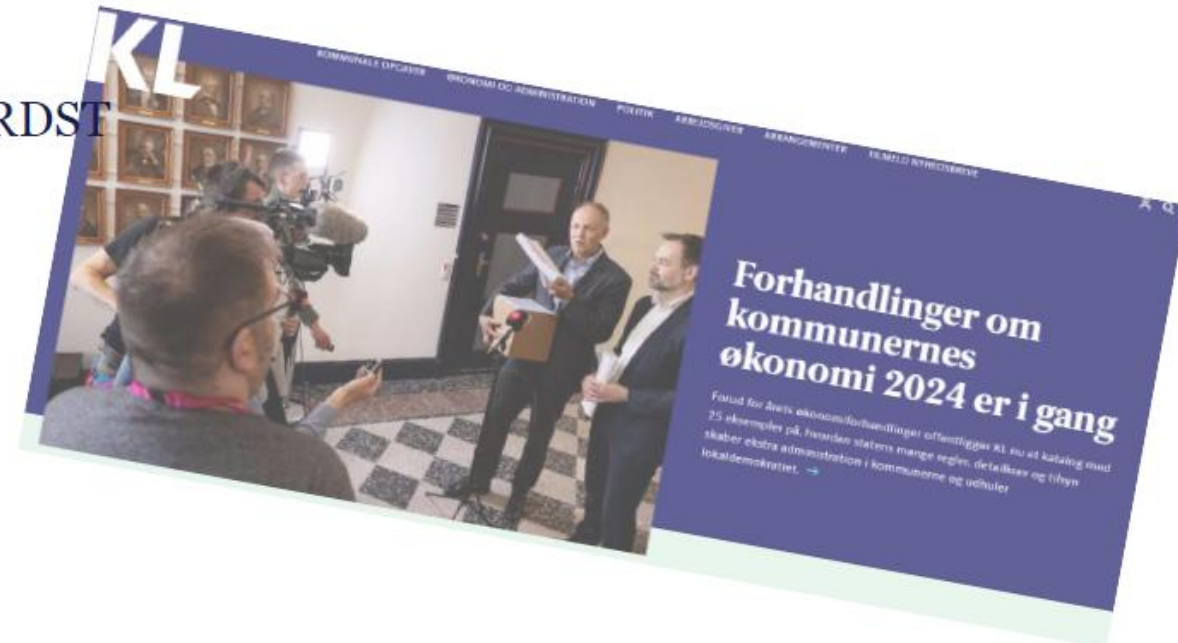 KL
RDST
KOMMUNALE OPGAVER ØKONOMI OG ADMINISTRATION POLITIK ARBEJDSGIVER ARRANGEMENTER TILMELD NYHEDSBREVE
Forhandlinger om
kommunernes
økonomi 2024 er i gang
Forud for årets økonomiforhandlinger offentliggør KL nu et katalog med
25 eksempler på, hvordan statens mange regler, detailkrav og tilsyn
skaber ekstra administration i kommunerne og udhuler
lokaldemokratiet. →